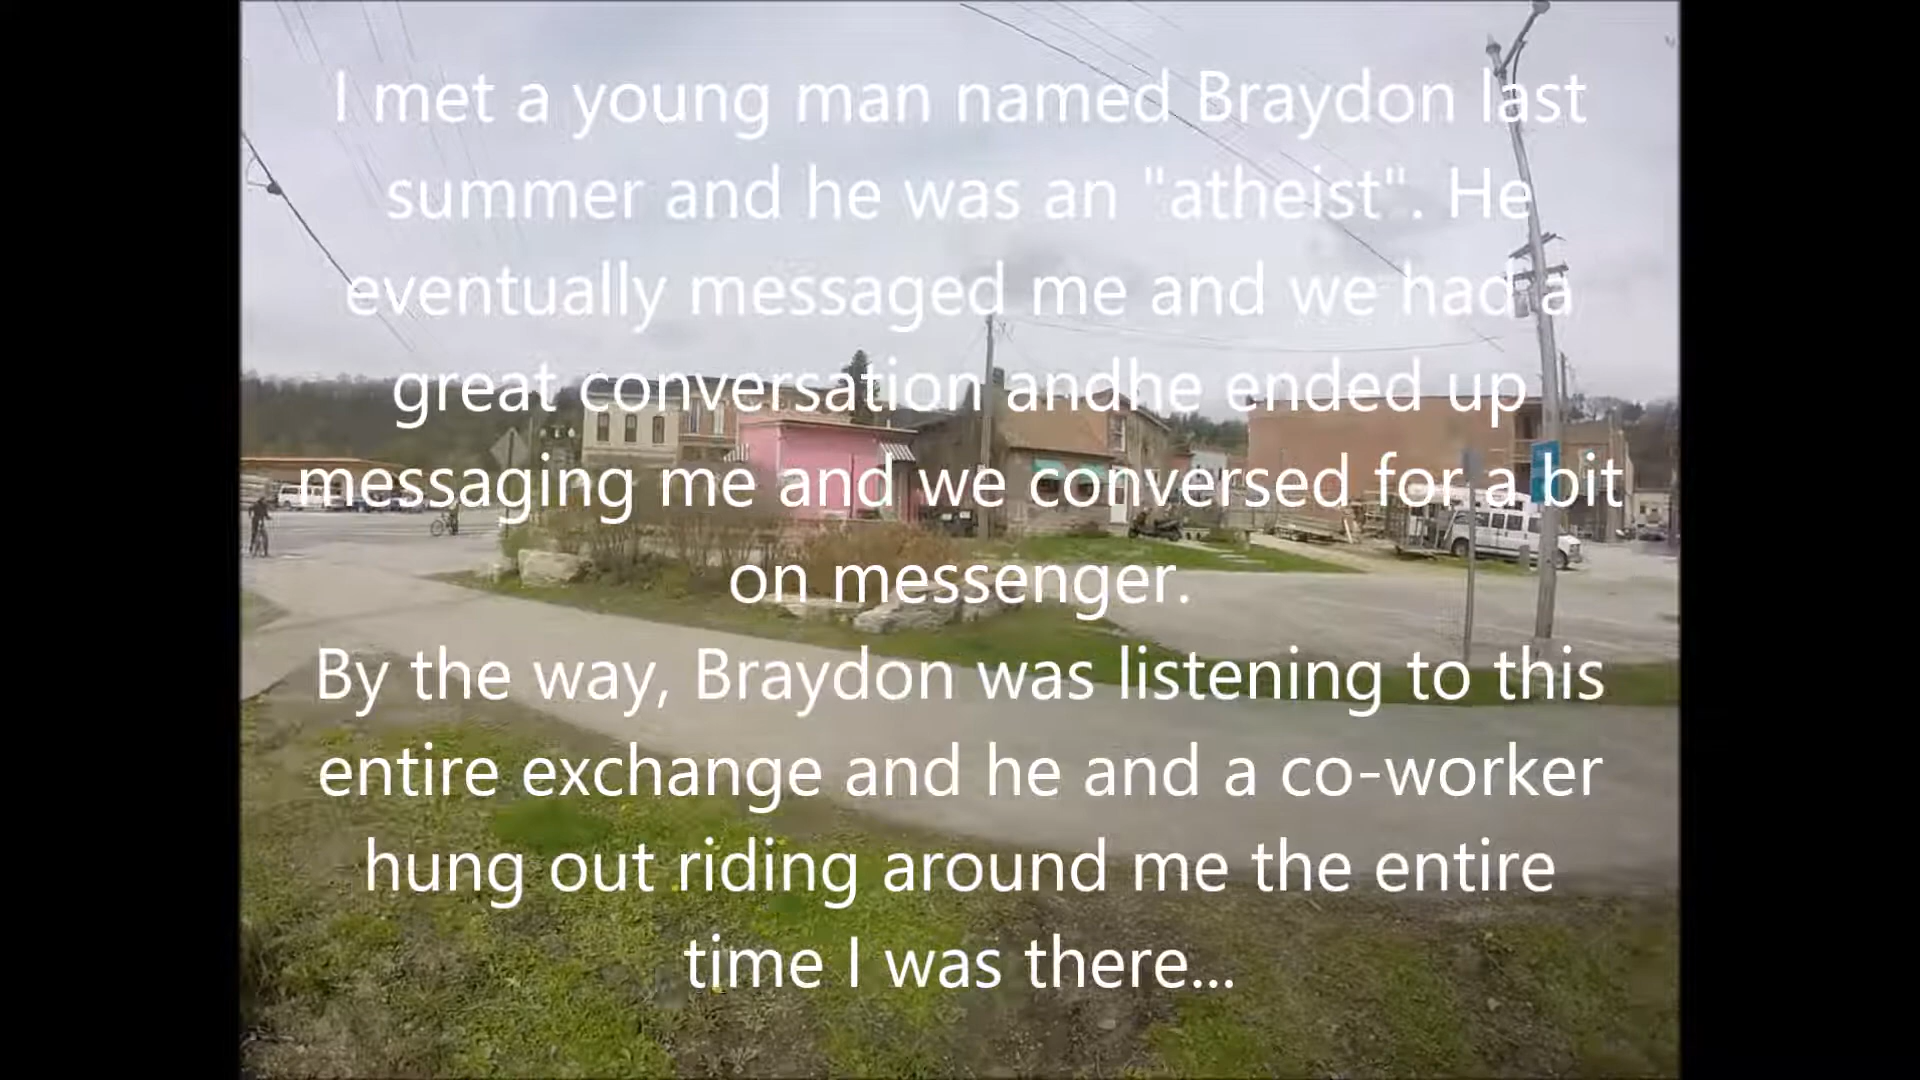 I met a young man named Braydon last
summer and he was an "atheist". He
eventually messaged me and we had a
great conversation andhe ended up
messaging me and we conversed for a bit
on messenger.
By the way, Braydon was listening to this
entire exchange and he and a co-worker
hung out riding around me the entire
time I was there...